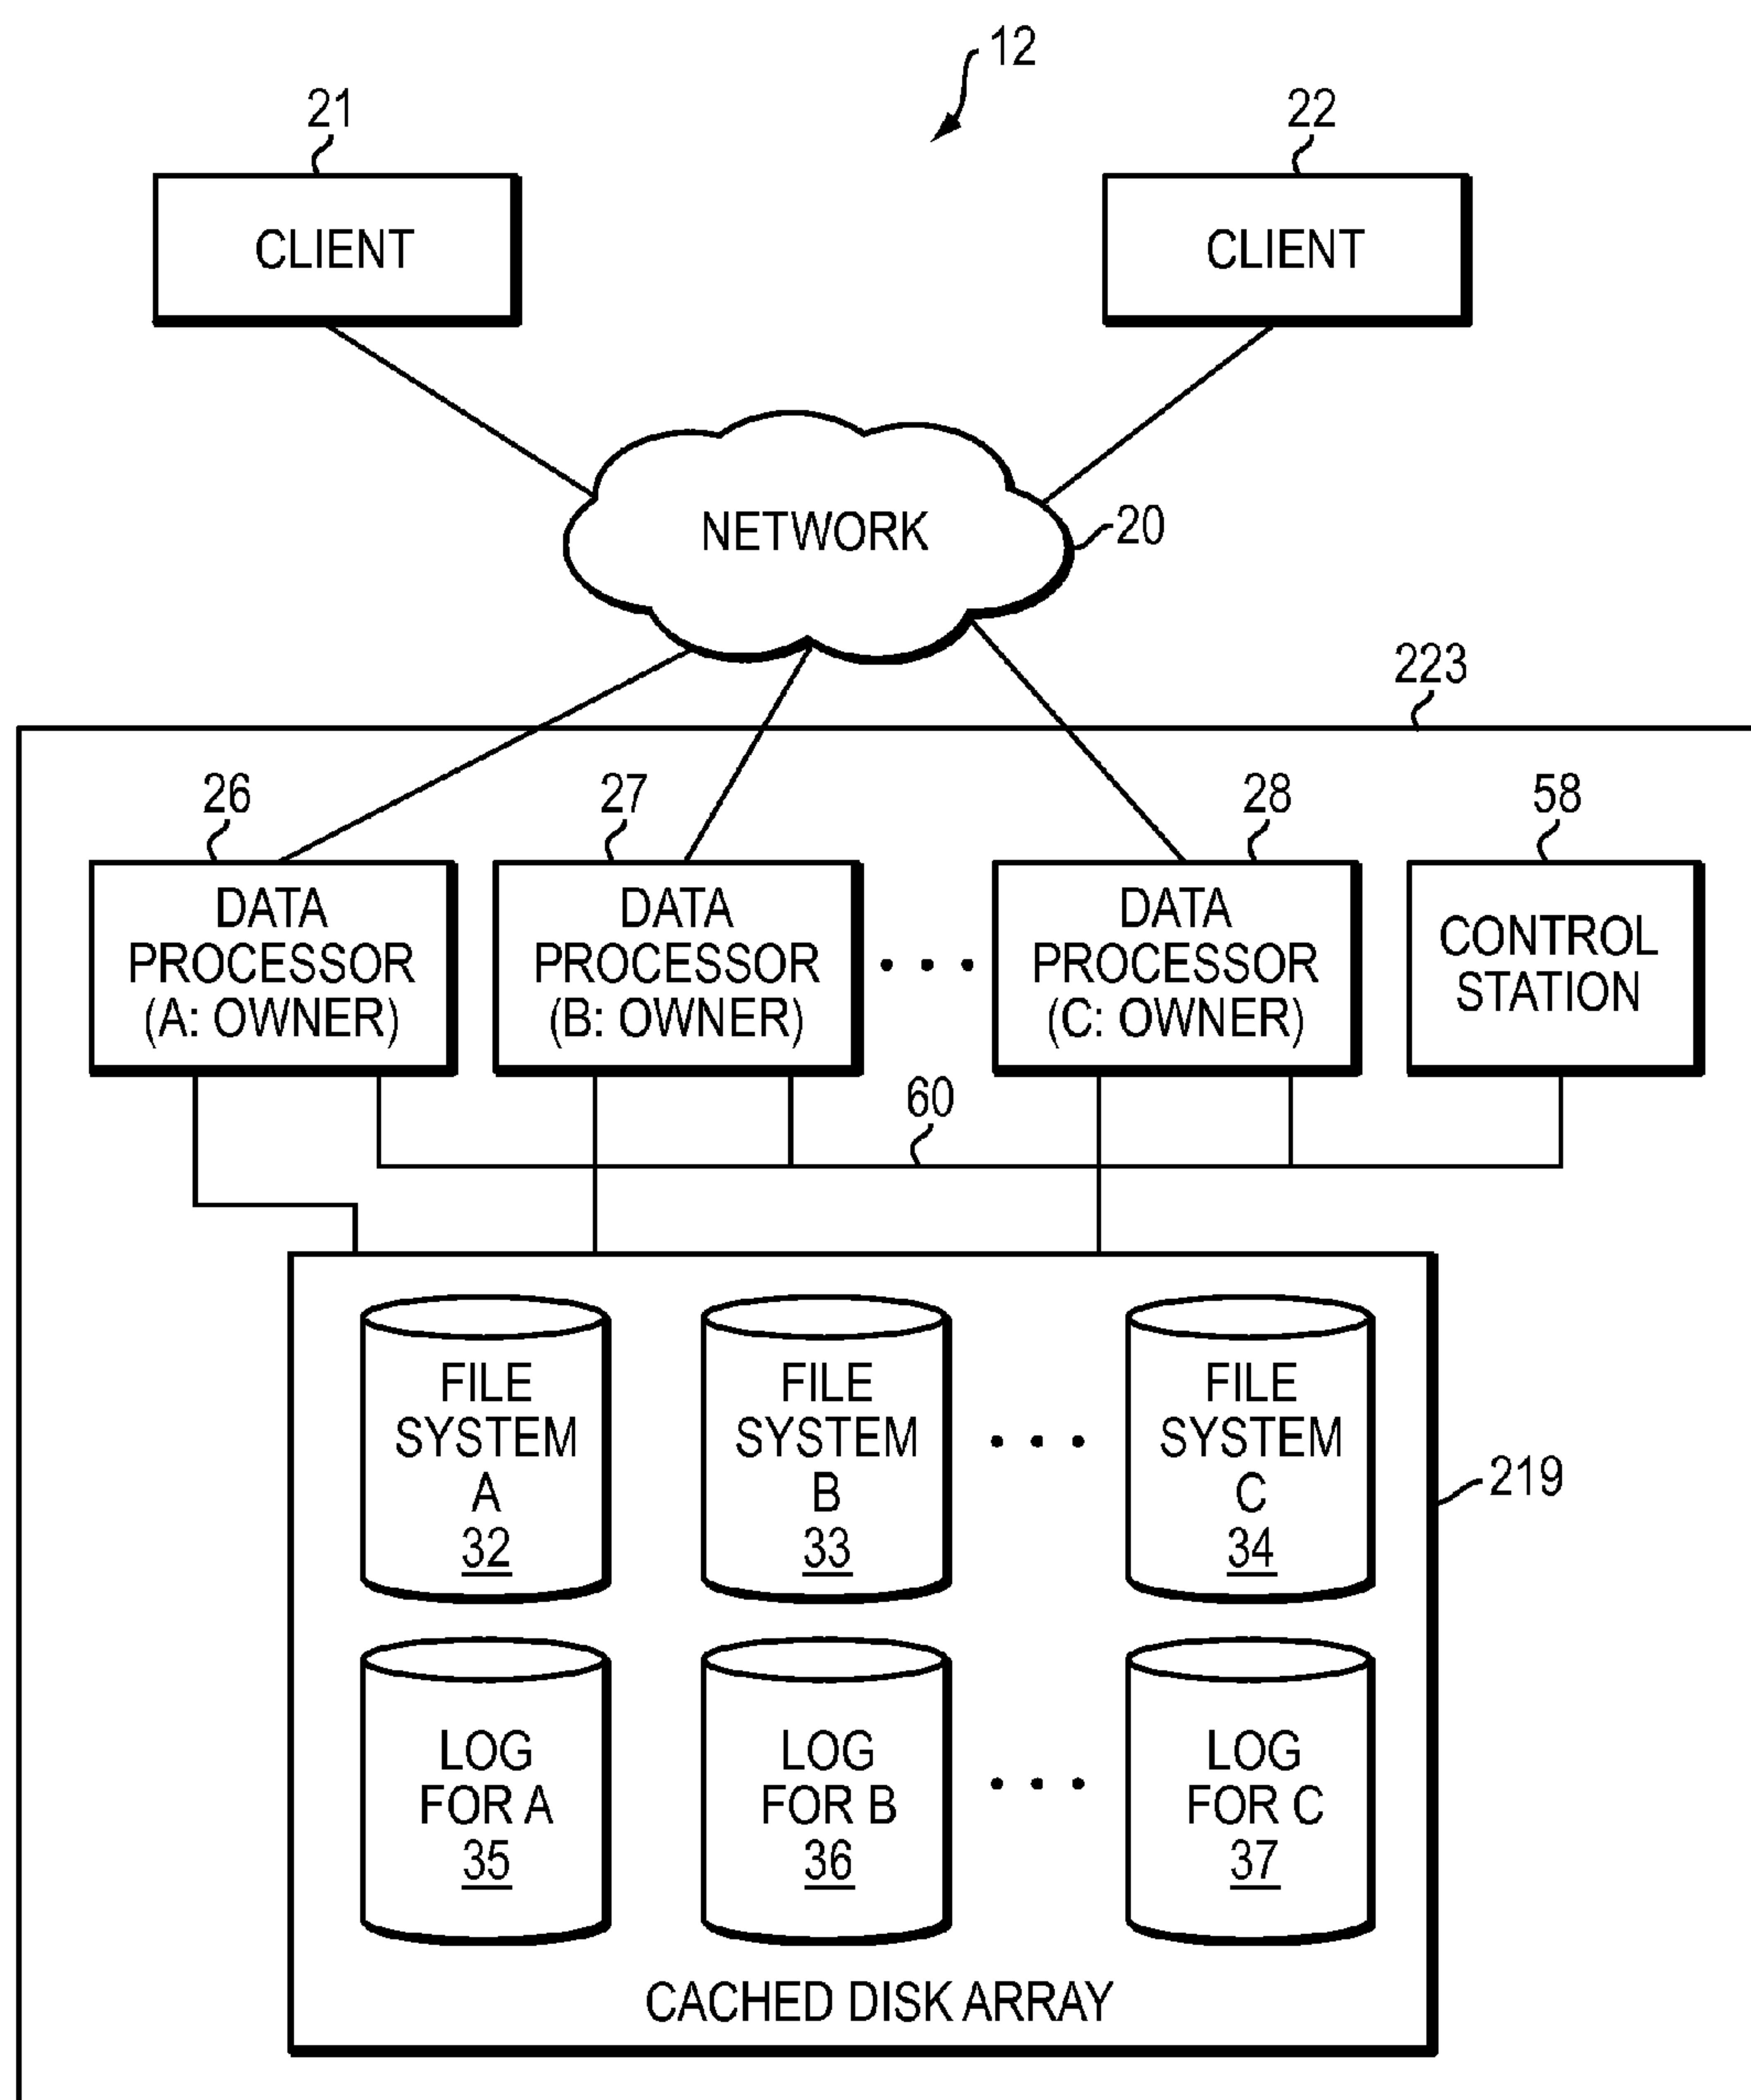 12
21
22
CLIENT
CLIENT
NETWORK
20
223
26
27
28
58
DATA
PROCESSOR
(A: OWNER)
DATA
PROCESSOR
(B: OWNER)
• • •
DATA
PROCESSOR
(C: OWNER)
CONTROL
STATION
60
FILE
SYSTEM
A
32
FILE
SYSTEM
B
33
• • •
FILE
SYSTEM
C
34
219
LOG
FOR A
35
LOG
FOR B
36
• • •
LOG
FOR C
37
CACHED DISK ARRAY